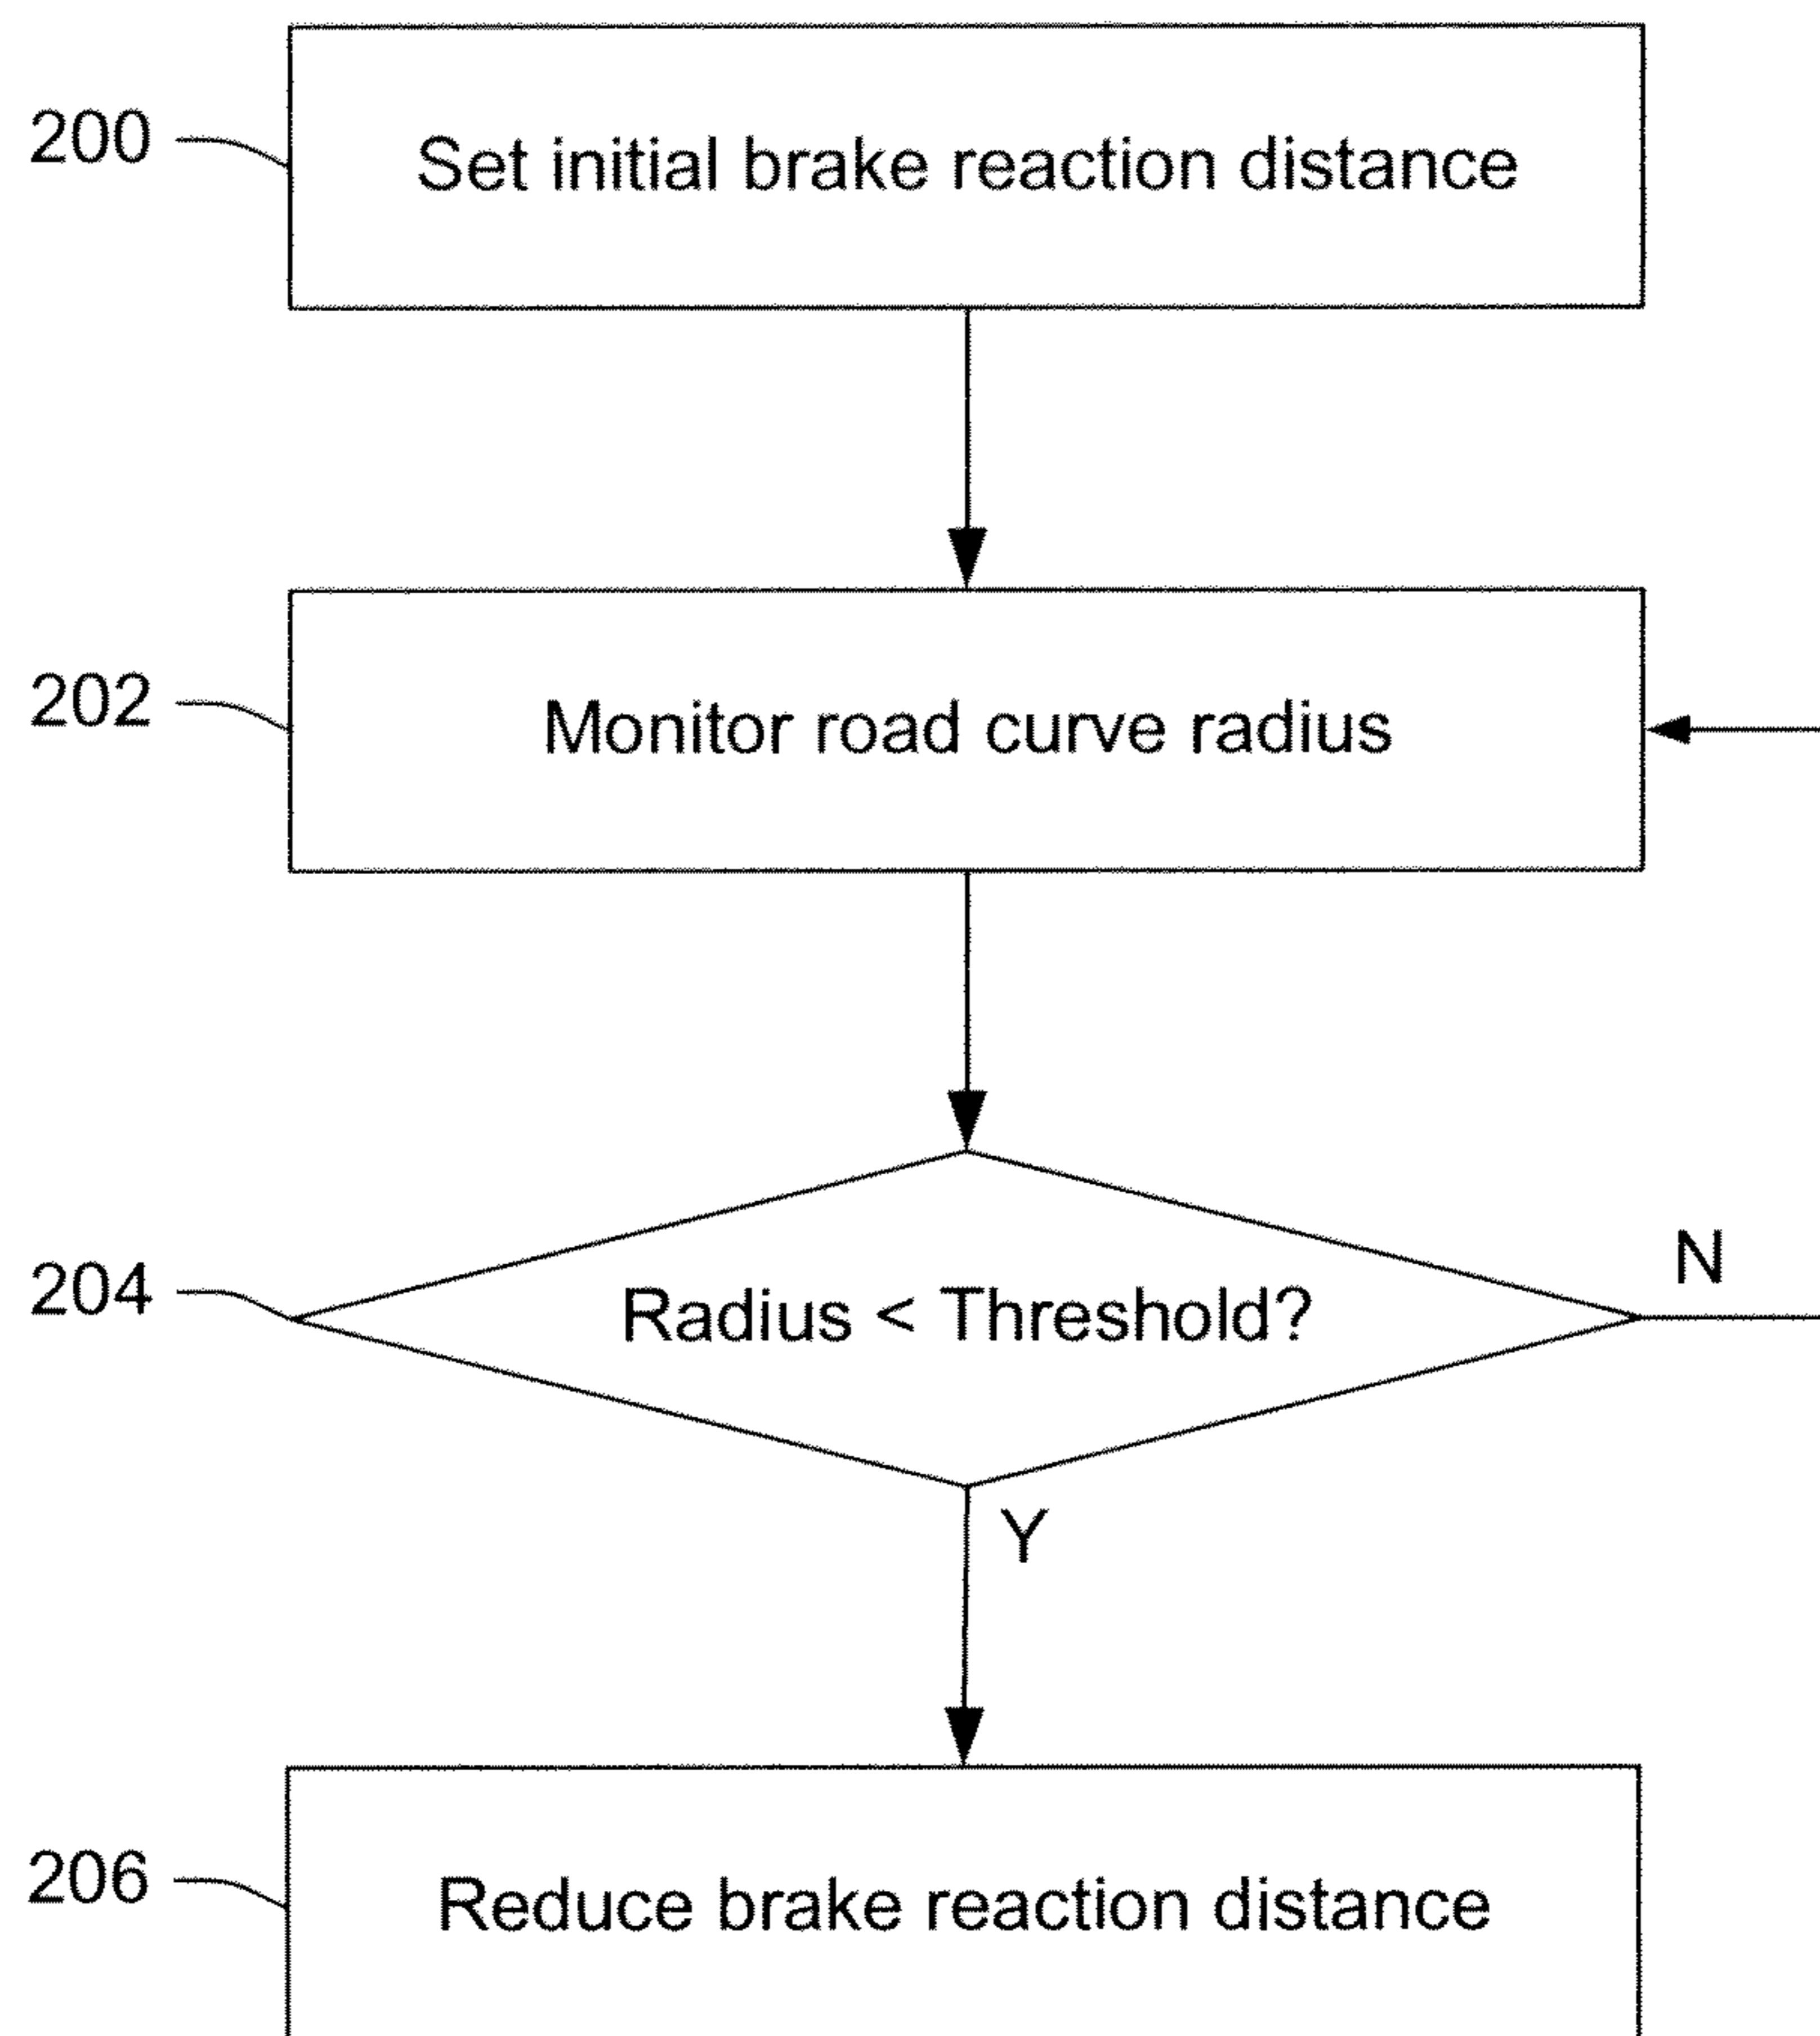 200
Set initial brake reaction distance
202
Monitor road curve radius
204
Radius < Threshold?
N
Y
206
Reduce brake reaction distance